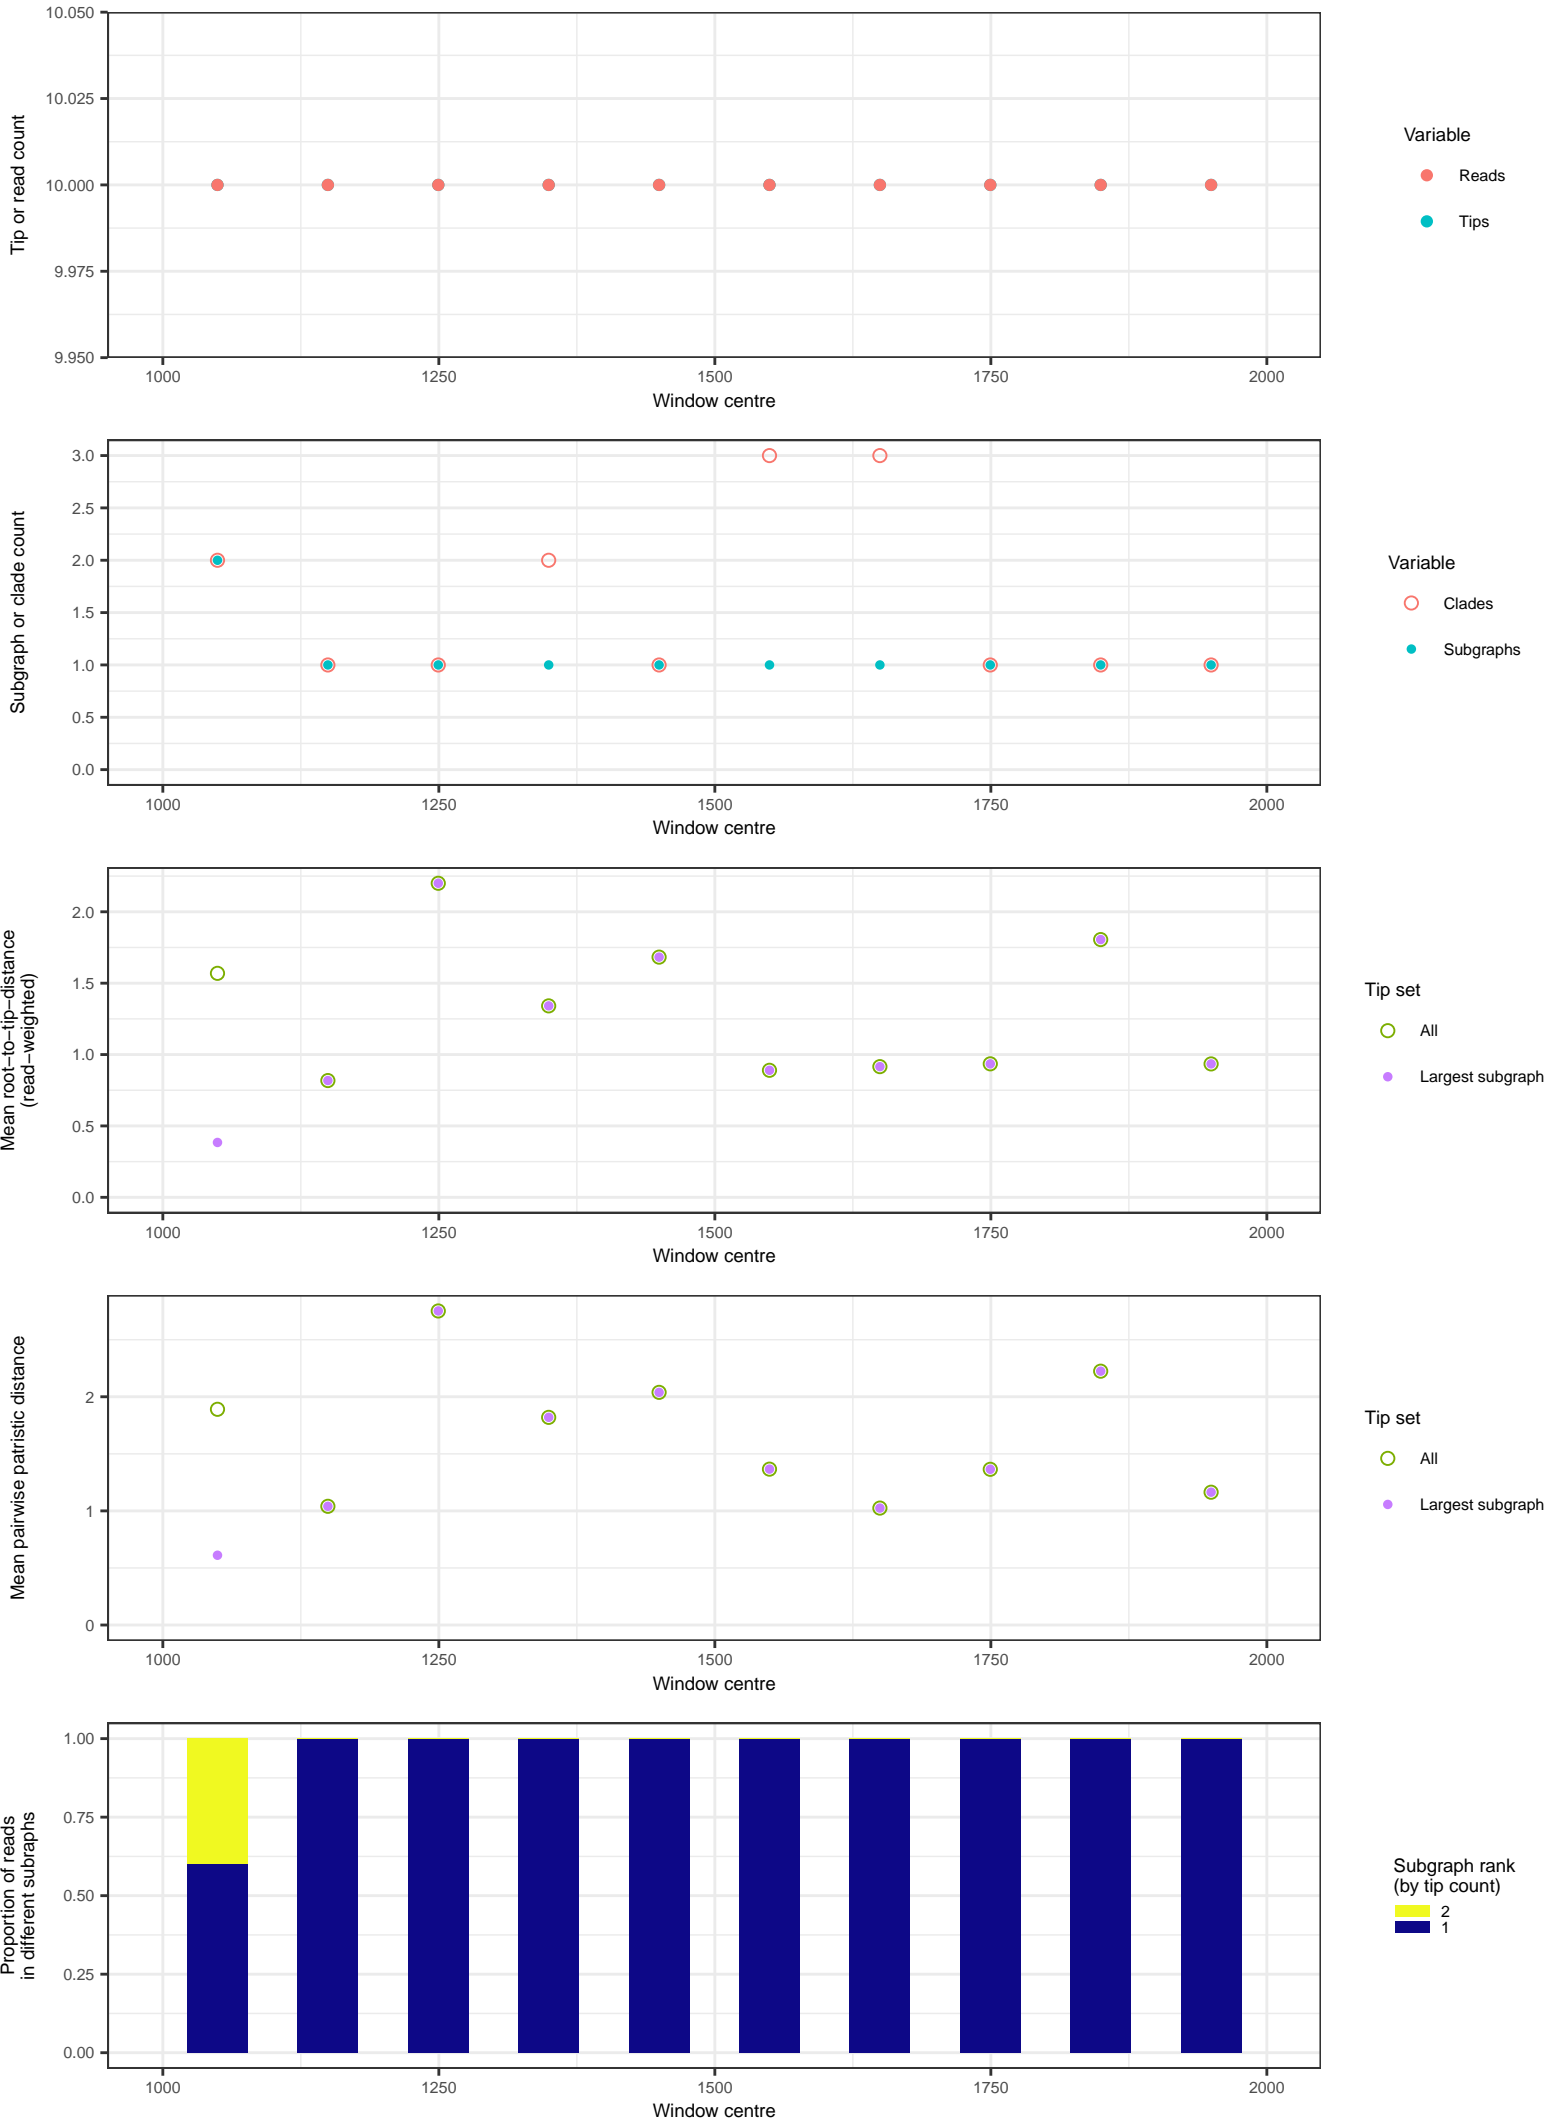 10.050
10.025
10.000
9.975
9.950
Tip or read count
1000 1250 1500 1750 2000
Window centre
Variable
Reads
Tips
3.0
2.5
2.0
1.5
1.0
0.5
0.0
Subgraph or clade count
1000 1250 1500 1750 2000
Window centre
Variable
Clades
Subgraphs
2.0
1.5
1.0
0.5
0.0
Mean root−to−tip−distance
(read−weighted)
1000 1250 1500 1750 2000
Window centre
Tip set
All
Largest subgraph
2
1
0
Mean pairwise patristic distance
1000 1250 1500 1750 2000
Window centre
Tip set
All
Largest subgraph
1.00
0.75
0.50
0.25
0.00
Proportion of reads
in different subraphs
1000 1250 1500 1750 2000
Window centre
Subgraph rank
(by tip count)
2
1